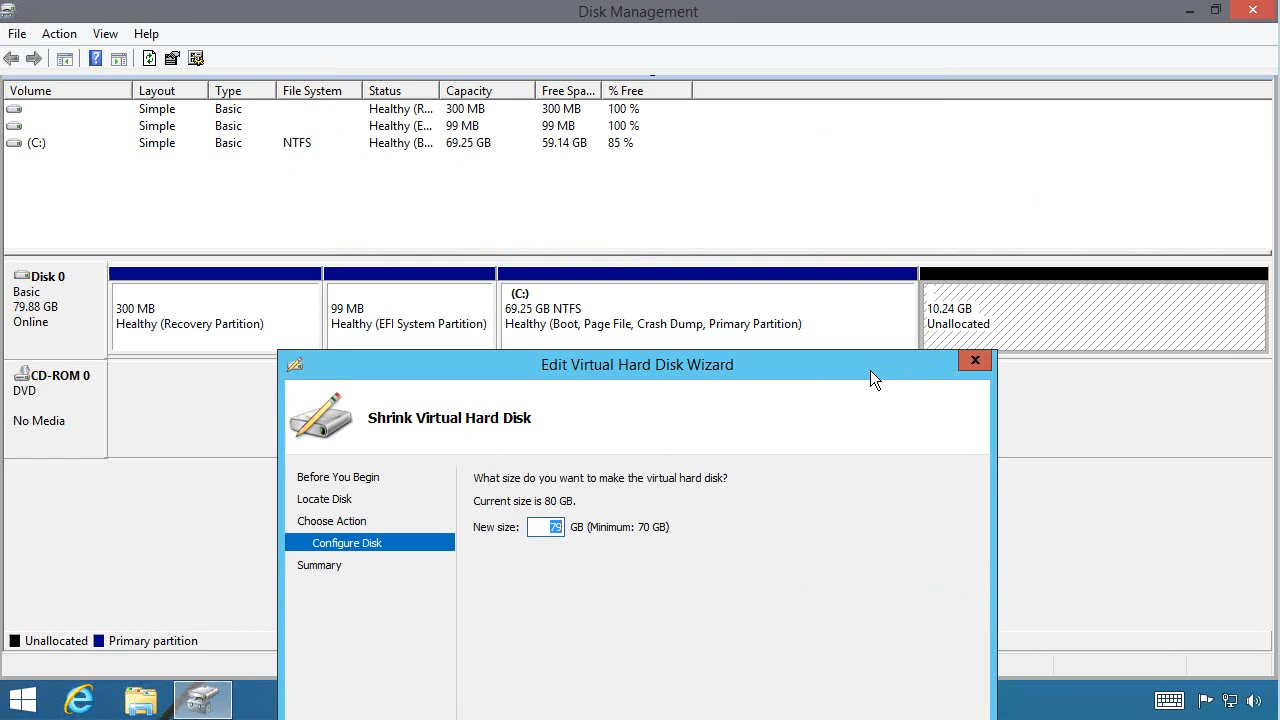 Disk Management
File Action View Help
Volume Layout Type File System Status Capacity Free Spa... % Free
Simple Basic Healthy (R... 300 MB 300 MB 100 %
Simple Basic Healthy (E... 99 MB 99 MB 100 %
(C:) Simple Basic NTFS Healthy (B... 69.25 GB 59.14 GB 85 %
Disk 0
Basic
79.88 GB
Online
300 MB
Healthy (Recovery Partition)
99 MB
Healthy (EFI System Partition)
(C:)
69.25 GB NTFS
Healthy (Boot, Page File, Crash Dump, Primary Partition)
10.24 GB
Unallocated
CD-ROM 0
DVD
No Media
Edit Virtual Hard Disk Wizard
Shrink Virtual Hard Disk
Before You Begin
Locate Disk
Choose Action
Configure Disk
Summary
What size do you want to make the virtual hard disk?
Current size is 80 GB.
New size: 79 GB (Minimum: 70 GB)
Unallocated Primary partition